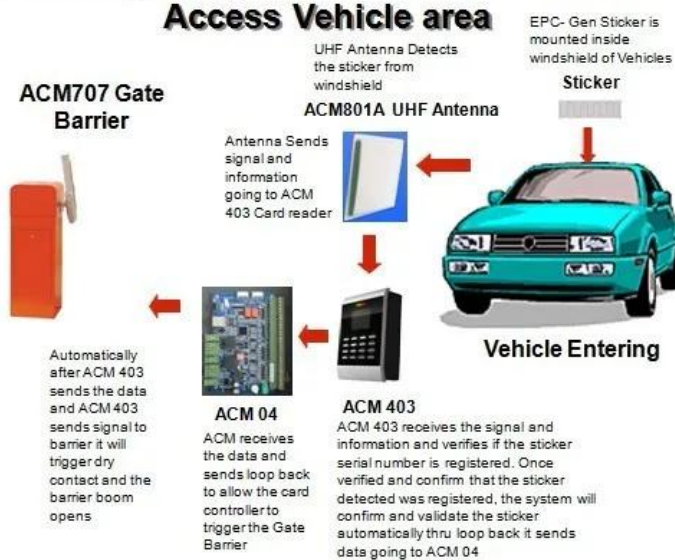 Access Vehicle area
EPC- Gen Sticker is
mounted inside
windshield of Vehicles
Sticker
UHF Antenna Detects
the sticker from
windshield
ACM801A UHF Antenna
ACM707 Gate
Barrier
Antenna Sends
signal and
information
going to ACM
403 Card reader
Vehicle Entering
Automatically
after ACM 403
sends the data
and ACM 403
sends signal to
barrier it will
trigger dry
contact and the
barrier boom
opens
ACM 04
ACM receives
the data and
sends loop back
to allow the card
controller to
trigger the Gate
Barrier
ACM 403
ACM 403 receives the signal and
information and verifies if the sticker
serial number is registered. Once
verified and confirm that the sticker
detected was registered, the system will
confirm and validate the sticker
automatically thru loop back it sends
data going to ACM 04